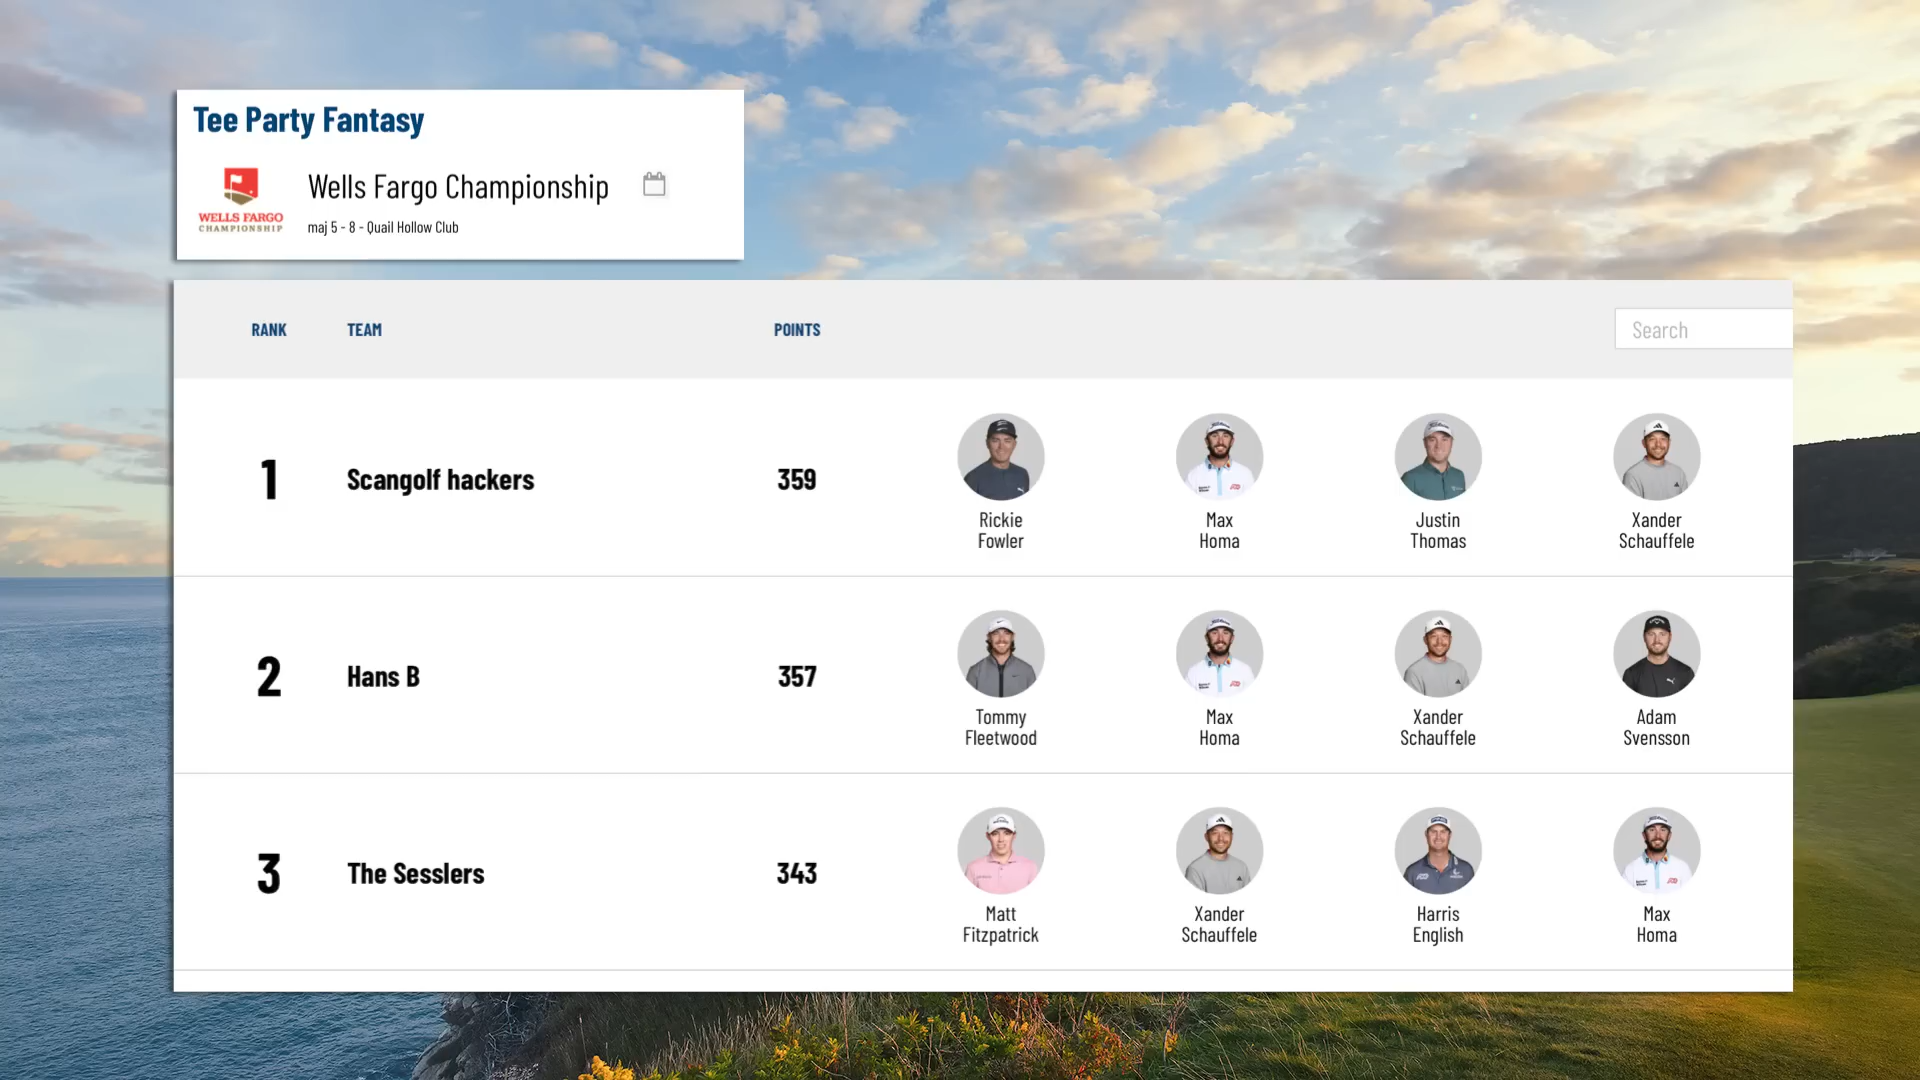 Tee Party Fantasy
WELLS FARGO
CHAMPIONSHIP
Wells Fargo Championship
maj 5 - 8 - Quail Hollow Club
RANK TEAM POINTS Search
1 Scangolf hackers 359
Rickie Fowler
Max Homa
Justin Thomas
Xander Schauffele
2 Hans B 357
Tommy Fleetwood
Max Homa
Xander Schauffele
Adam Svensson
3 The Sesslers 343
Matt Fitzpatrick
Xander Schauffele
Harris English
Max Homa